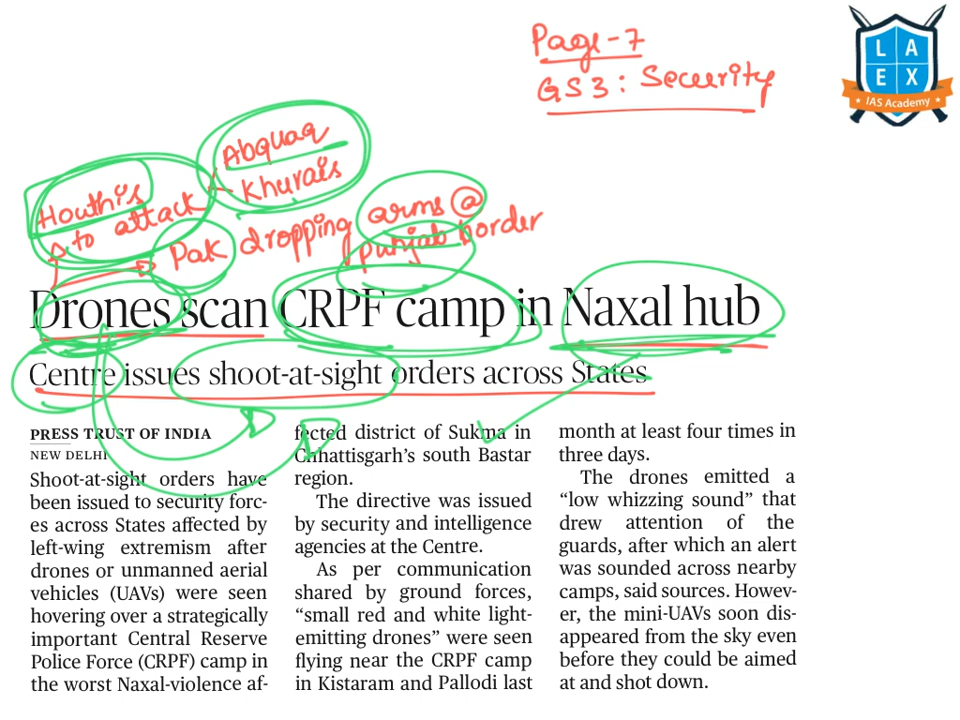 Page-7
GS3: Security
L A
E X
IAS Academy
Abquaq
Khurais
Houthis
to attack
Pak dropping arms @
punjab border
Drones scan CRPF camp in Naxal hub
Centre issues shoot-at-sight orders across States
PRESS TRUST OF INDIA
NEW DELHI
Shoot-at-sight orders have
been issued to security forc-
es across States affected by
left-wing extremism after
drones or unmanned aerial
vehicles (UAVs) were seen
hovering over a strategically
important Central Reserve
Police Force (CRPF) camp in
the worst Naxal-violence af-
fected district of Sukma in
Chhattisgarh's south Bastar
region.
The directive was issued
by security and intelligence
agencies at the Centre.
As per communication
shared by ground forces,
“small red and white light-
emitting drones” were seen
flying near the CRPF camp
in Kistaram and Pallodi last
month at least four times in
three days.
The drones emitted a
“low whizzing sound” that
drew attention of the
guards, after which an alert
was sounded across nearby
camps, said sources. Howev-
er, the mini-UAVs soon dis-
appeared from the sky even
before they could be aimed
at and shot down.